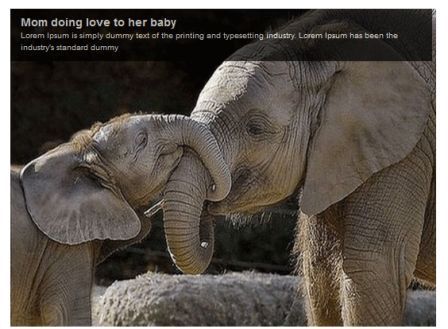 Mom doing love to her baby
Lorem Ipsum is simply dummy text of the printing and typesetting industry. Lorem Ipsum has been the
industry's standard dummy